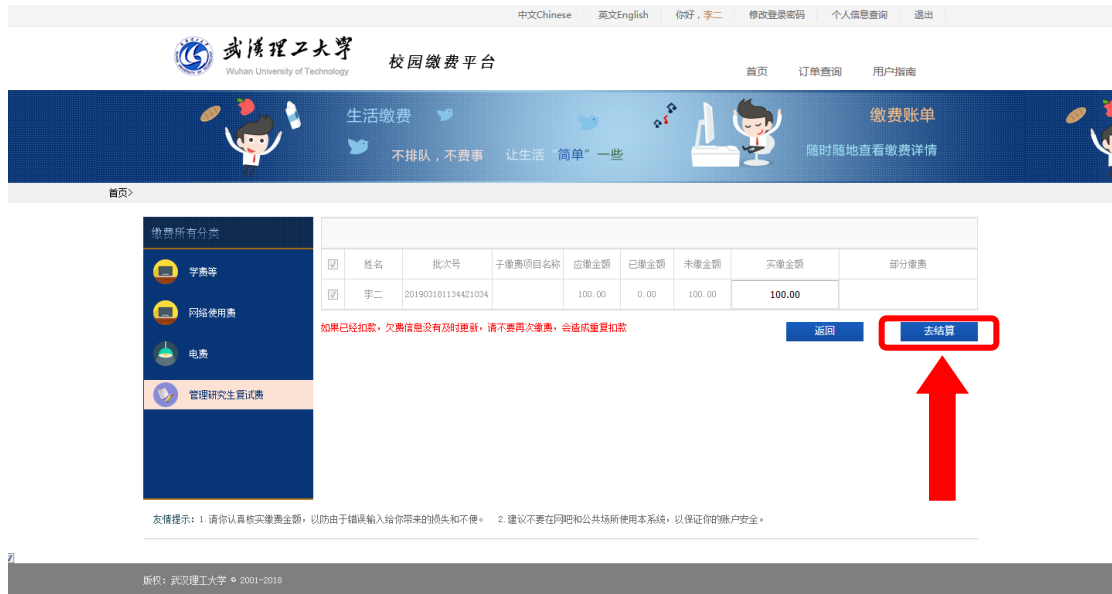 中文Chinese 英文English 你好，李二 修改登录密码 个人信息查询 退出
武汉理工大学
Wuhan University of Technology
校园缴费平台
首页 订单查询 用户指南
生活缴费
不排队，不费事 让生活“简单”一些
缴费账单
随时随地查看缴费详情
首页>
缴费所有分类
学费等
网络使用费
电费
管理研究生复试费
姓名 批次号 子缴费项目名称 应缴金额 已缴金额 未缴金额 实缴金额 部分缴费
李二 201903181134421034 100.00 0.00 100.00 100.00
如果已经扣款，欠费信息没有及时更新，请不要再次缴费，会造成重复扣款
返回 去结算
友情提示：1.请你认真核实缴费金额，以防由于错误输入给你带来的损失和不便。 2.建议不要在网吧和公共场所使用本系统，以保证你的账户安全。
版权：武汉理工大学 © 2001-2018